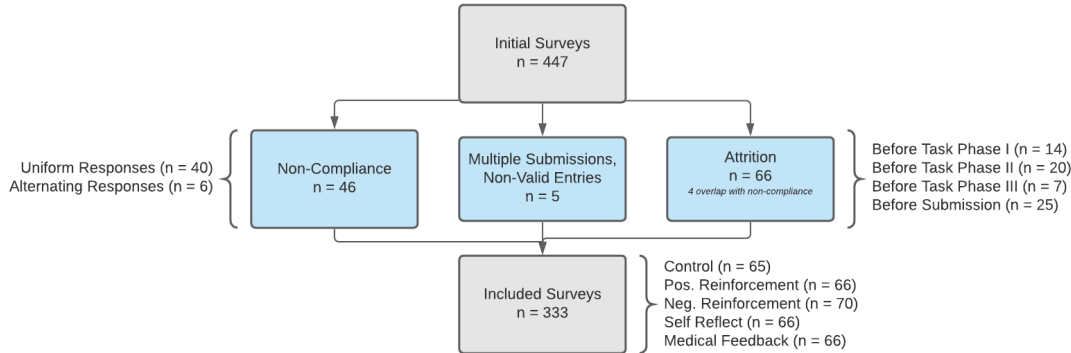 Initial Surveys
n = 447
Uniform Responses (n = 40)
Alternating Responses (n = 6)
Non-Compliance
n = 46
Multiple Submissions,
Non-Valid Entries
n = 5
Attrition
n = 66
4 overlap with non-compliance
Before Task Phase I (n = 14)
Before Task Phase II (n = 20)
Before Task Phase III (n = 7)
Before Submission (n = 25)
Included Surveys
n = 333
Control (n = 65)
Pos. Reinforcement (n = 66)
Neg. Reinforcement (n = 70)
Self Reflect (n = 66)
Medical Feedback (n = 66)